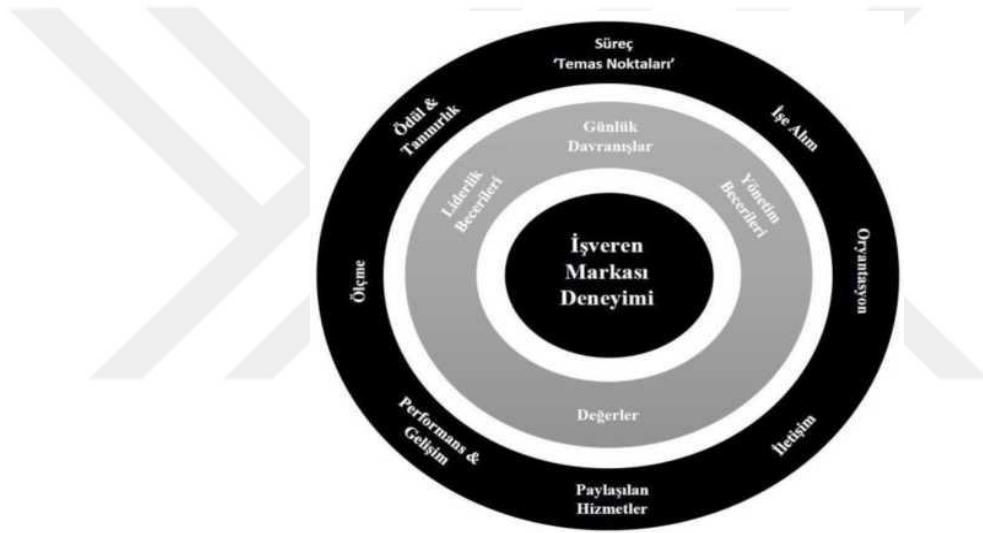 Süreç
'Temas Noktaları'
İşe Alım
Oryantasyon
İletişim
Paylaşılan
Hizmetler
Performans &
Gelişim
Ölçme
Ödül &
Tanınırlık
Günlük
Davranışlar
Yönetim
Becerileri
Değerler
Liderlik
Becerileri
İşveren
Markası
Deneyimi